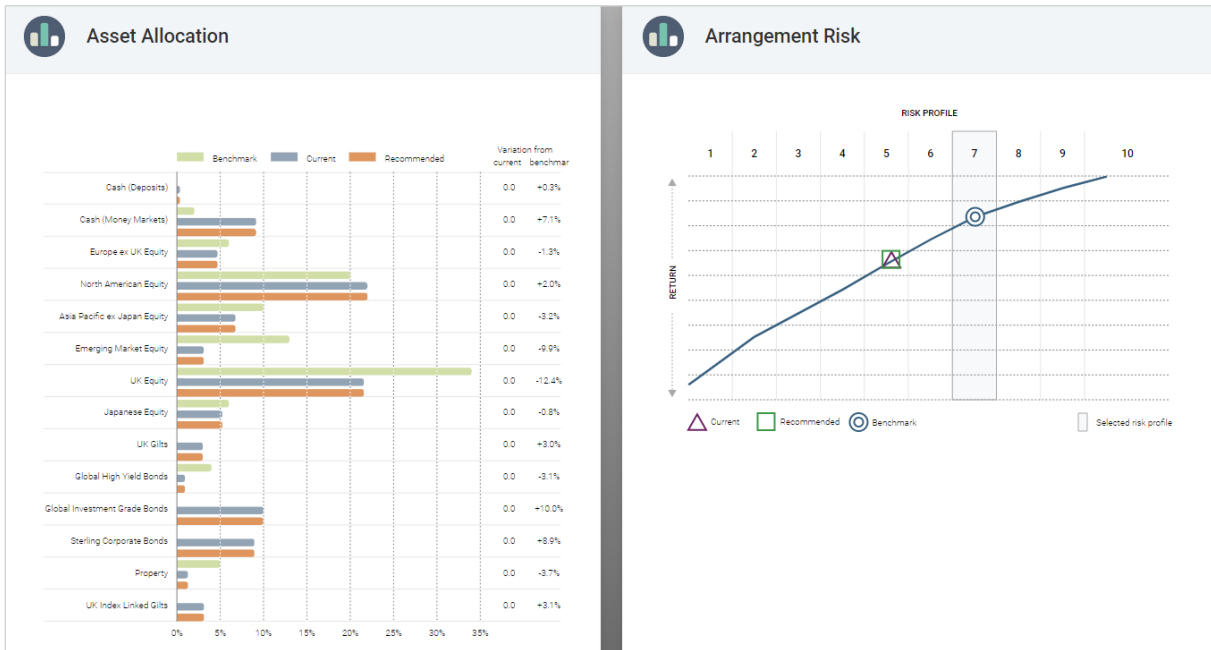 Asset Allocation
Benchmark Current Recommended
Variation from
current benchmar
Cash (Deposits) 0.0 +0.3%
Cash (Money Markets) 0.0 +7.1%
Europe ex UK Equity 0.0 -1.3%
North American Equity 0.0 +2.0%
Asia Pacific ex Japan Equity 0.0 -3.2%
Emerging Market Equity 0.0 -9.9%
UK Equity 0.0 -12.4%
Japanese Equity 0.0 -0.8%
UK Gilts 0.0 +3.0%
Global High Yield Bonds 0.0 -3.1%
Global Investment Grade Bonds 0.0 +10.0%
Sterling Corporate Bonds 0.0 +8.9%
Property 0.0 -3.7%
UK Index Linked Gilts 0.0 +3.1%
0% 5% 10% 15% 20% 25% 30% 35%
Arrangement Risk
RISK PROFILE
1 2 3 4 5 6 7 8 9 10
RETURN
Current Recommended Benchmark Selected risk profile